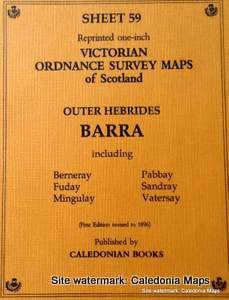 SHEET 59
Reprinted one-inch
VICTORIAN
ORDNANCE SURVEY MAPS
of Scotland
OUTER HEBRIDES
BARRA
including
Berneray Pabbay
Fuday Sandray
Mingulay Vatersay
(First Edition revised to 1896)
Published by
CALEDONIAN BOOKS
Site watermark: Caledonia Maps
Site watermark: Caledonia Maps